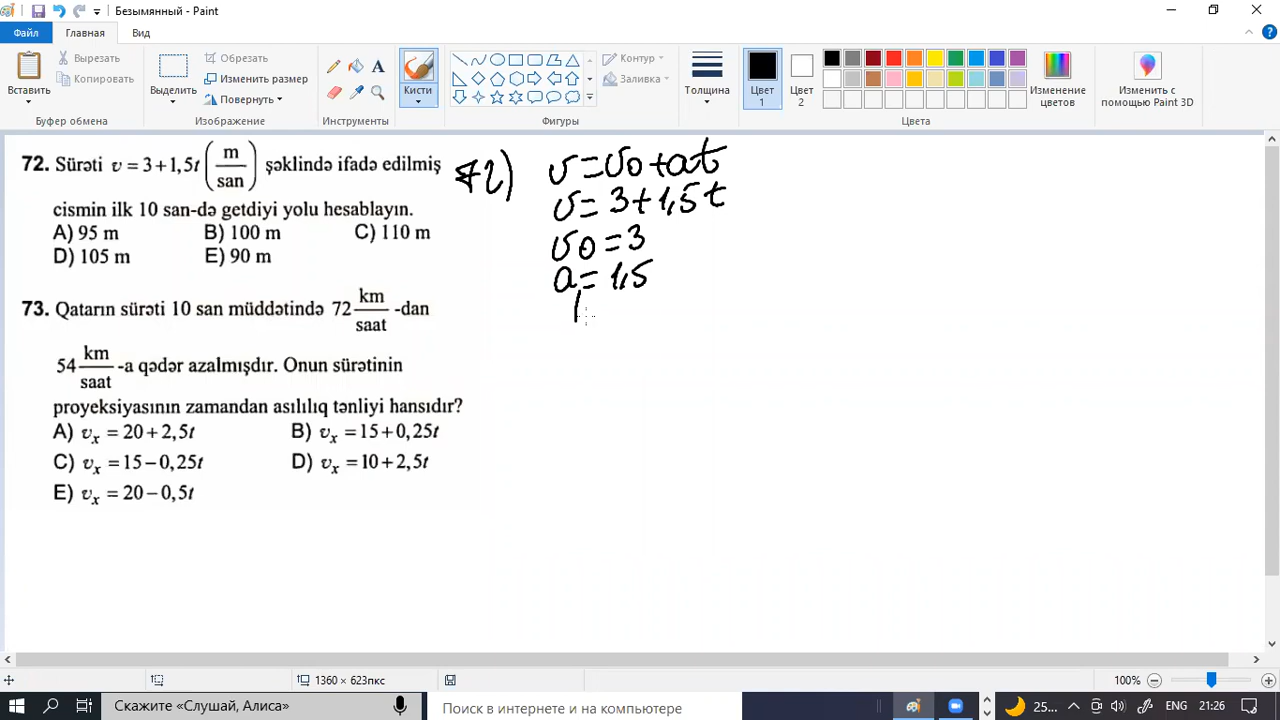 Безымянный - Paint
Файл
Главная
Вид
Вставить
Вырезать
Копировать
Буфер обмена
Выделить
Обрезать
Изменить размер
Повернуть
Изображение
Инструменты
Кисти
Контур
Заливка
Фигуры
Толщина
Цвет 1
Цвет 2
Изменение цветов
Изменить с помощью Paint 3D
Цвета
72. Sürəti v = 3+1,5t (m/san) şəklində ifadə edilmiş
cismin ilk 10 san-də getdiyi yolu hesablayın.
A) 95 m B) 100 m C) 110 m
D) 105 m E) 90 m
73. Qatarın sürəti 10 san müddətində 72 km/saat -dan
54 km/saat -a qədər azalmışdır. Onun sürətinin
proyeksiyasının zamandan asılılıq tənliyi hansıdır?
A) vₓ = 20+2,5t B) vₓ = 15+0,25t
C) vₓ = 15−0,25t D) vₓ = 10+2,5t
E) vₓ = 20−0,5t
72)
v=v0+at
v= 3+1,5t
v0=3
a=1,5
1360 × 623пкс
100%
Скажите «Слушай, Алиса»
Поиск в интернете и на компьютере
25...
ENG
21:26